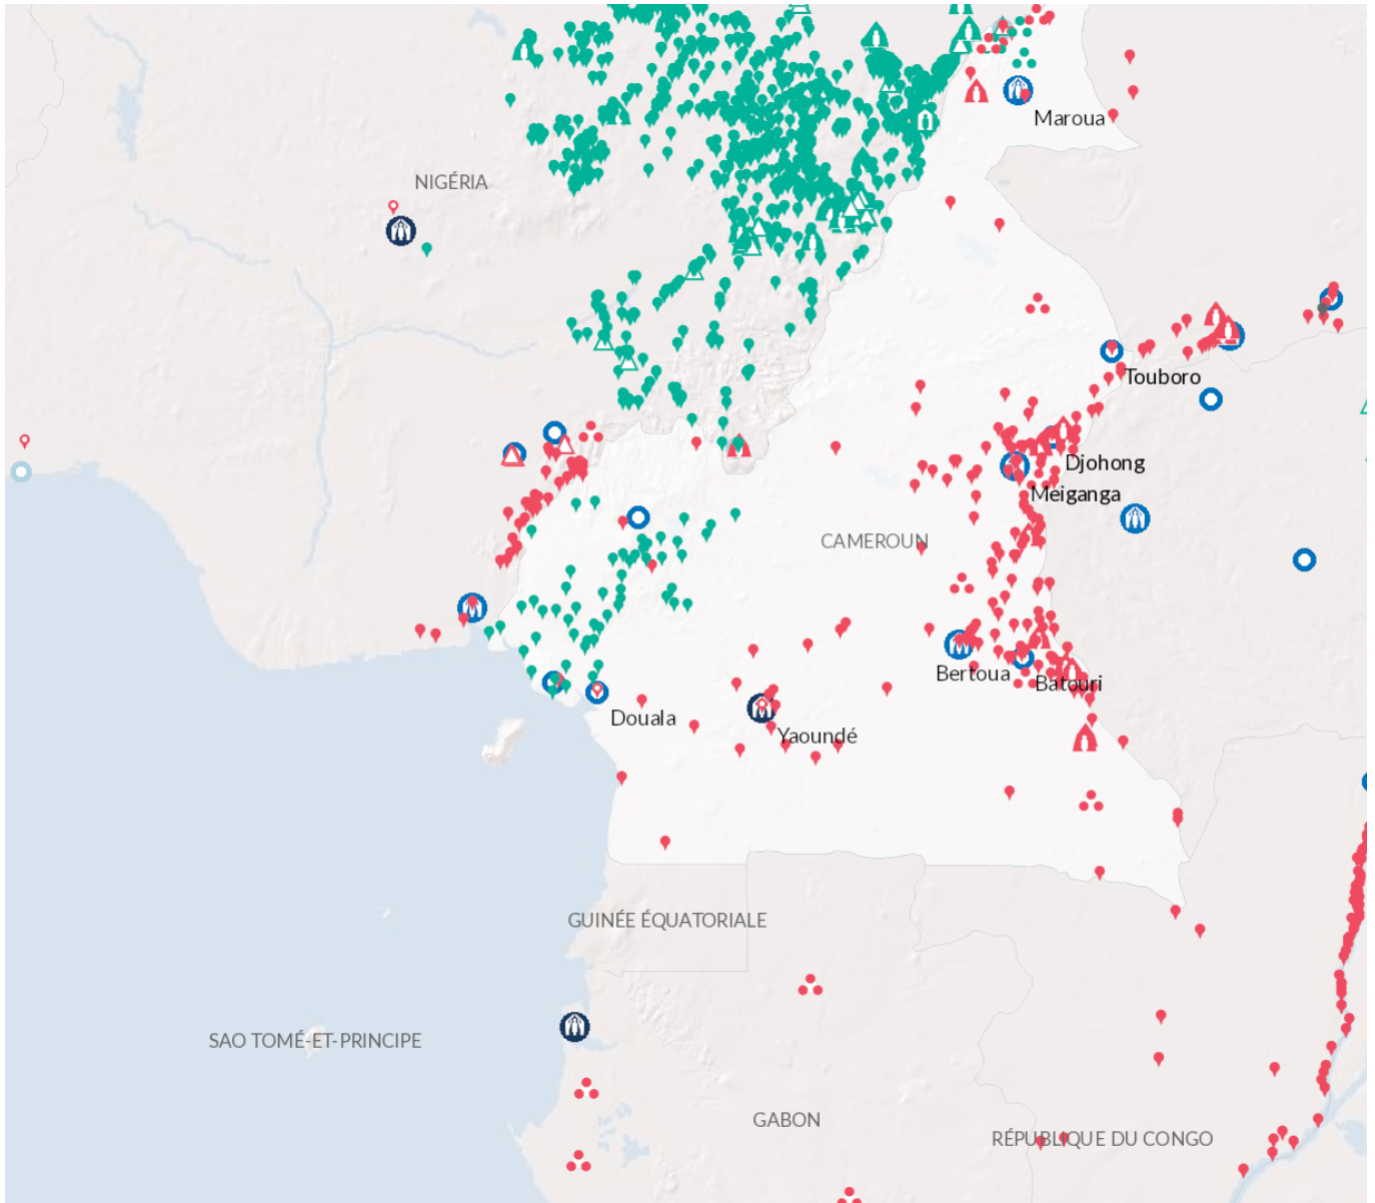 Maroua
NIGÉRIA
Touboro
Djohong
Meiganga
CAMEROUN
Bertoua
Batouri
Douala
Yaoundé
GUINÉE ÉQUATORIALE
SAO TOMÉ-ET-PRINCIPE
GABON
RÉPUBLIQUE DU CONGO